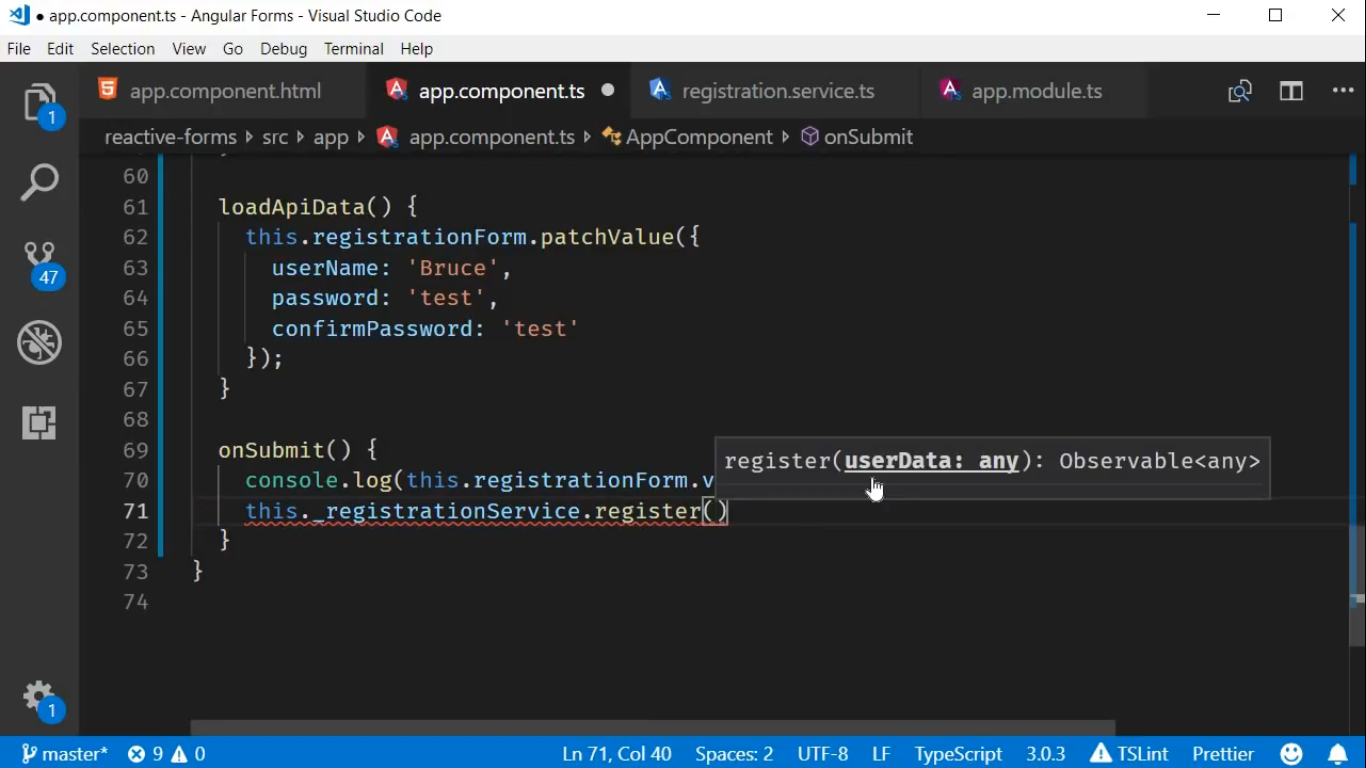 app.component.ts - Angular Forms - Visual Studio Code
File Edit Selection View Go Debug Terminal Help
app.component.html app.component.ts registration.service.ts app.module.ts
reactive-forms src app app.component.ts AppComponent onSubmit
60
61 loadApiData() {
62 this.registrationForm.patchValue({
63 userName: 'Bruce',
64 password: 'test',
65 confirmPassword: 'test'
66 });
67 }
68
69 onSubmit() {
register(userData: any): Observable<any>
70 console.log(this.registrationForm.v
71 this._registrationService.register()
72 }
73 }
74
1
47
1
master* 9 0 Ln 71, Col 40 Spaces: 2 UTF-8 LF TypeScript 3.0.3 TSLint Prettier